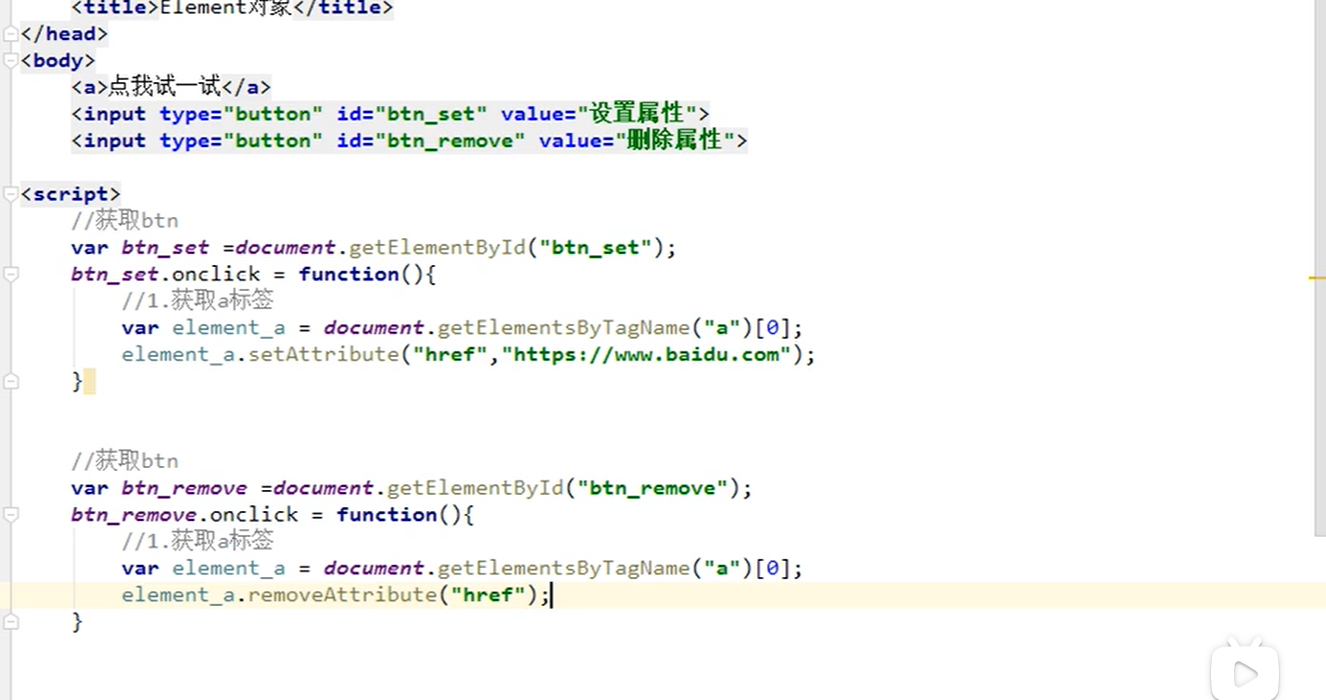 <title>Element对象</title>
</head>
<body>
<a>点我试一试</a>
<input type="button" id="btn_set" value="设置属性">
<input type="button" id="btn_remove" value="删除属性">
<script>
//获取btn
var btn_set =document.getElementById("btn_set");
btn_set.onclick = function(){
//1.获取a标签
var element_a = document.getElementsByTagName("a")[0];
element_a.setAttribute("href","https://www.baidu.com");
}
//获取btn
var btn_remove =document.getElementById("btn_remove");
btn_remove.onclick = function(){
//1.获取a标签
var element_a = document.getElementsByTagName("a")[0];
element_a.removeAttribute("href");
}